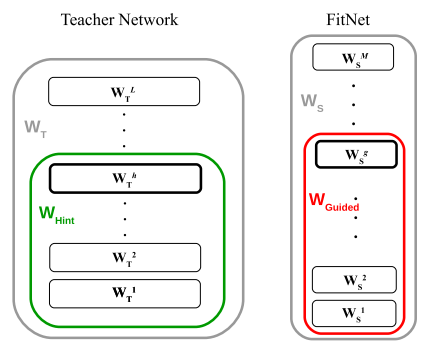 Teacher Network
W_T^L
W_T
W_T^h
W_Hint
W_T^2
W_T^1
FitNet
W_S^M
W_S
W_S^g
W_Guided
W_S^2
W_S^1